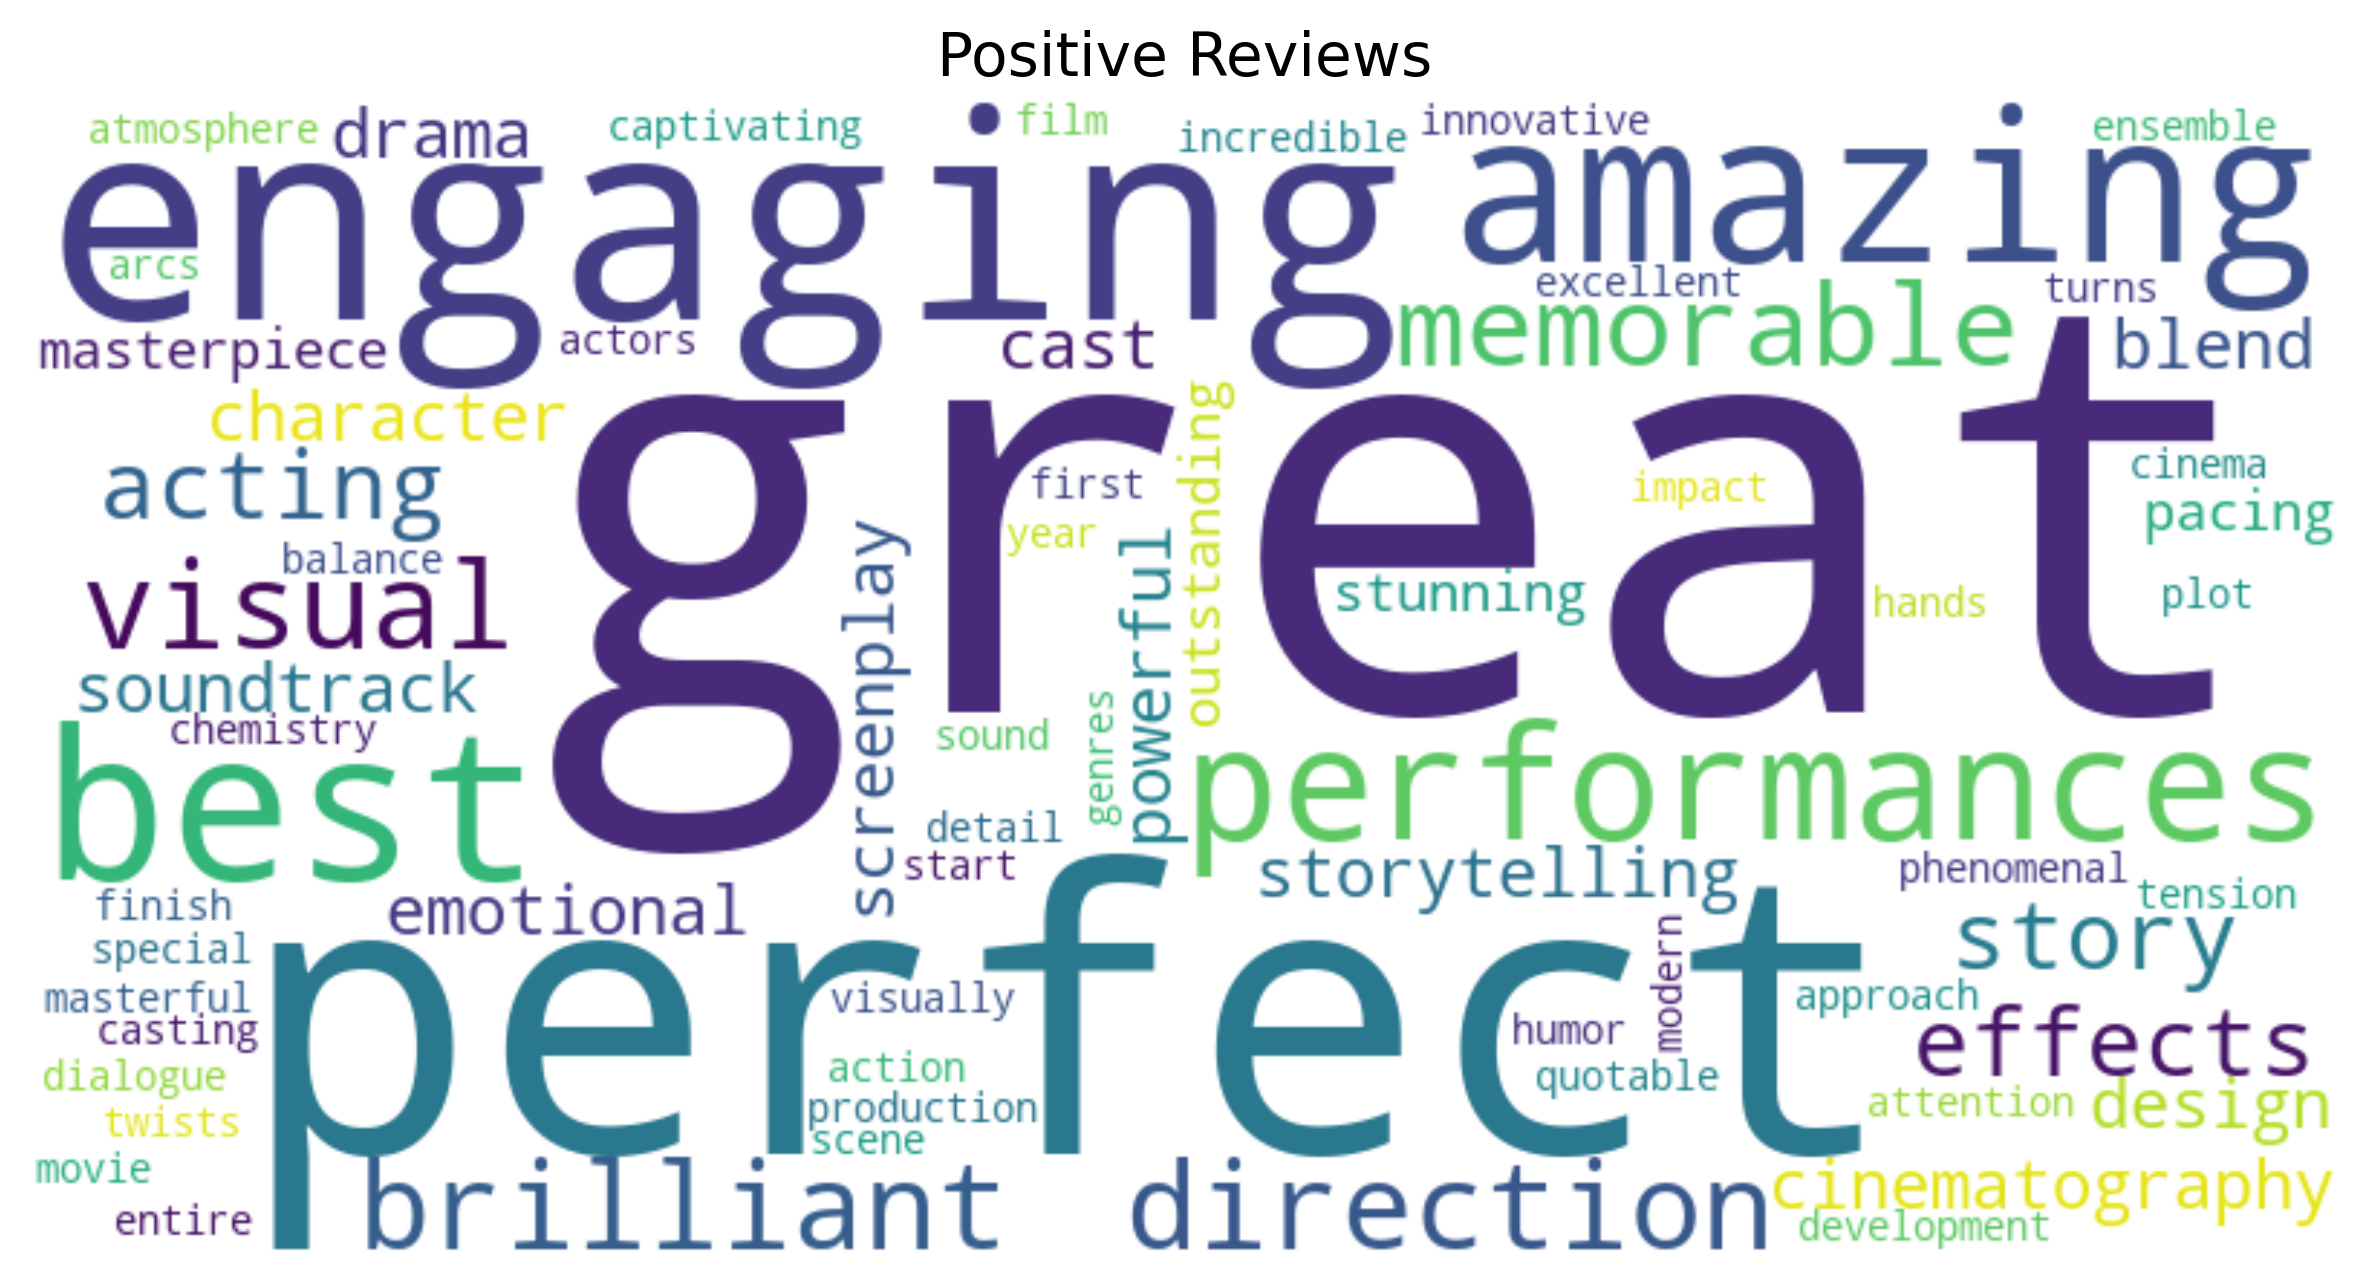 Positive Reviews
atmosphere
drama
captivating
film
incredible
innovative
ensemble
engaging
amazing
arcs
excellent
turns
masterpiece
actors
cast
memorable
blend
character
great
acting
first
impact
cinema
year
outstanding
pacing
balance
visual
screenplay
powerful
stunning
hands
plot
soundtrack
chemistry
sound
genres
best
performances
detail
start
storytelling
phenomenal
tension
finish
emotional
special
perfect
story
masterful
visually
modern
approach
casting
humor
effects
dialogue
action
quotable
twists
production
attention
design
scene
movie
brilliant
direction
cinematography
entire
development